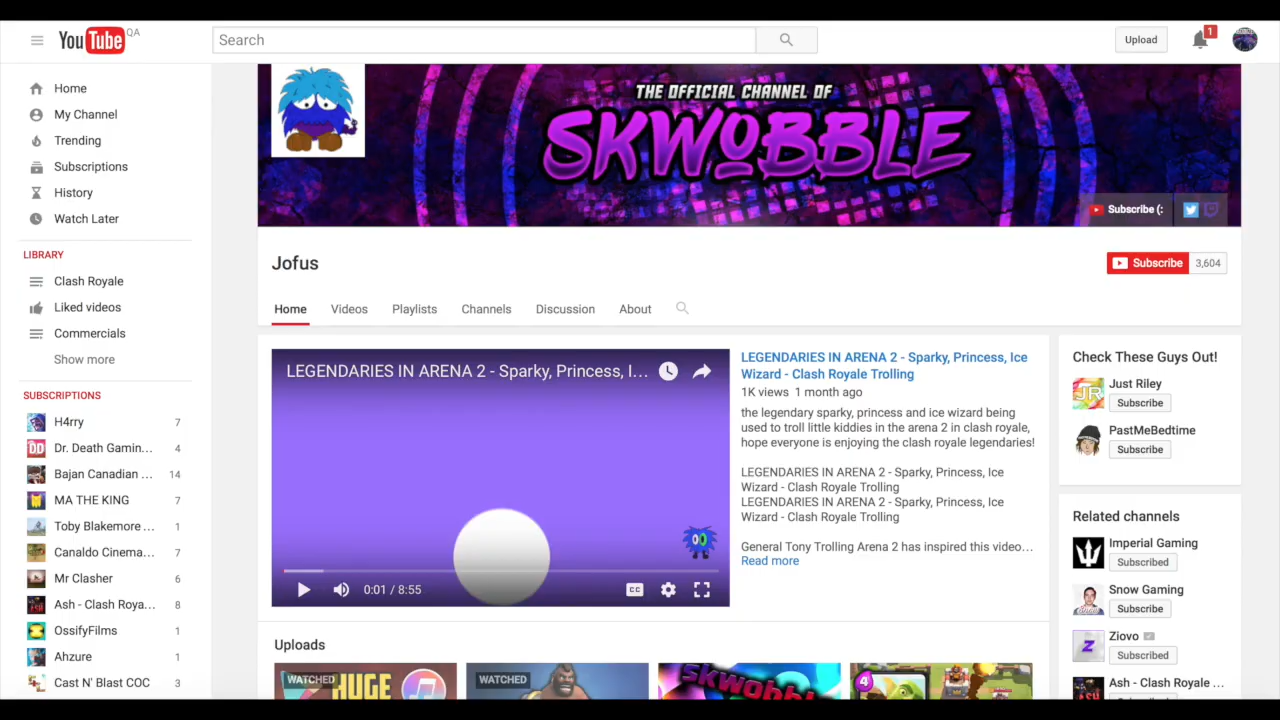 YouTube QA
Search
Upload
1
Home
My Channel
Trending
Subscriptions
History
Watch Later
LIBRARY
Clash Royale
Liked videos
Commercials
Show more
SUBSCRIPTIONS
H4rry 7
Dr. Death Gamin... 4
Bajan Canadian ... 14
MA THE KING 7
Toby Blakemore ... 1
Canaldo Cinema... 7
Mr Clasher 6
Ash - Clash Roya... 8
OssifyFilms 1
Ahzure 1
Cast N' Blast COC 3
THE OFFICIAL CHANNEL OF
SKWOBBLE
Subscribe (:
Jofus
Subscribe 3,604
Home Videos Playlists Channels Discussion About
LEGENDARIES IN ARENA 2 - Sparky, Princess, I...
0:01 / 8:55
CC
LEGENDARIES IN ARENA 2 - Sparky, Princess, Ice
Wizard - Clash Royale Trolling
1K views 1 month ago
the legendary sparky, princess and ice wizard being
used to troll little kiddies in the arena 2 in clash royale,
hope everyone is enjoying the clash royale legendaries!
LEGENDARIES IN ARENA 2 - Sparky, Princess, Ice
Wizard - Clash Royale Trolling
LEGENDARIES IN ARENA 2 - Sparky, Princess, Ice
Wizard - Clash Royale Trolling
General Tony Trolling Arena 2 has inspired this video...
Read more
Uploads
WATCHED
HUGE
WATCHED
skwobble
4
Check These Guys Out!
JR
Just Riley
Subscribe
PastMeBedtime
Subscribe
Related channels
Imperial Gaming
Subscribed
Snow Gaming
Subscribe
Z
Ziovo
Subscribed
Ash - Clash Royale ...